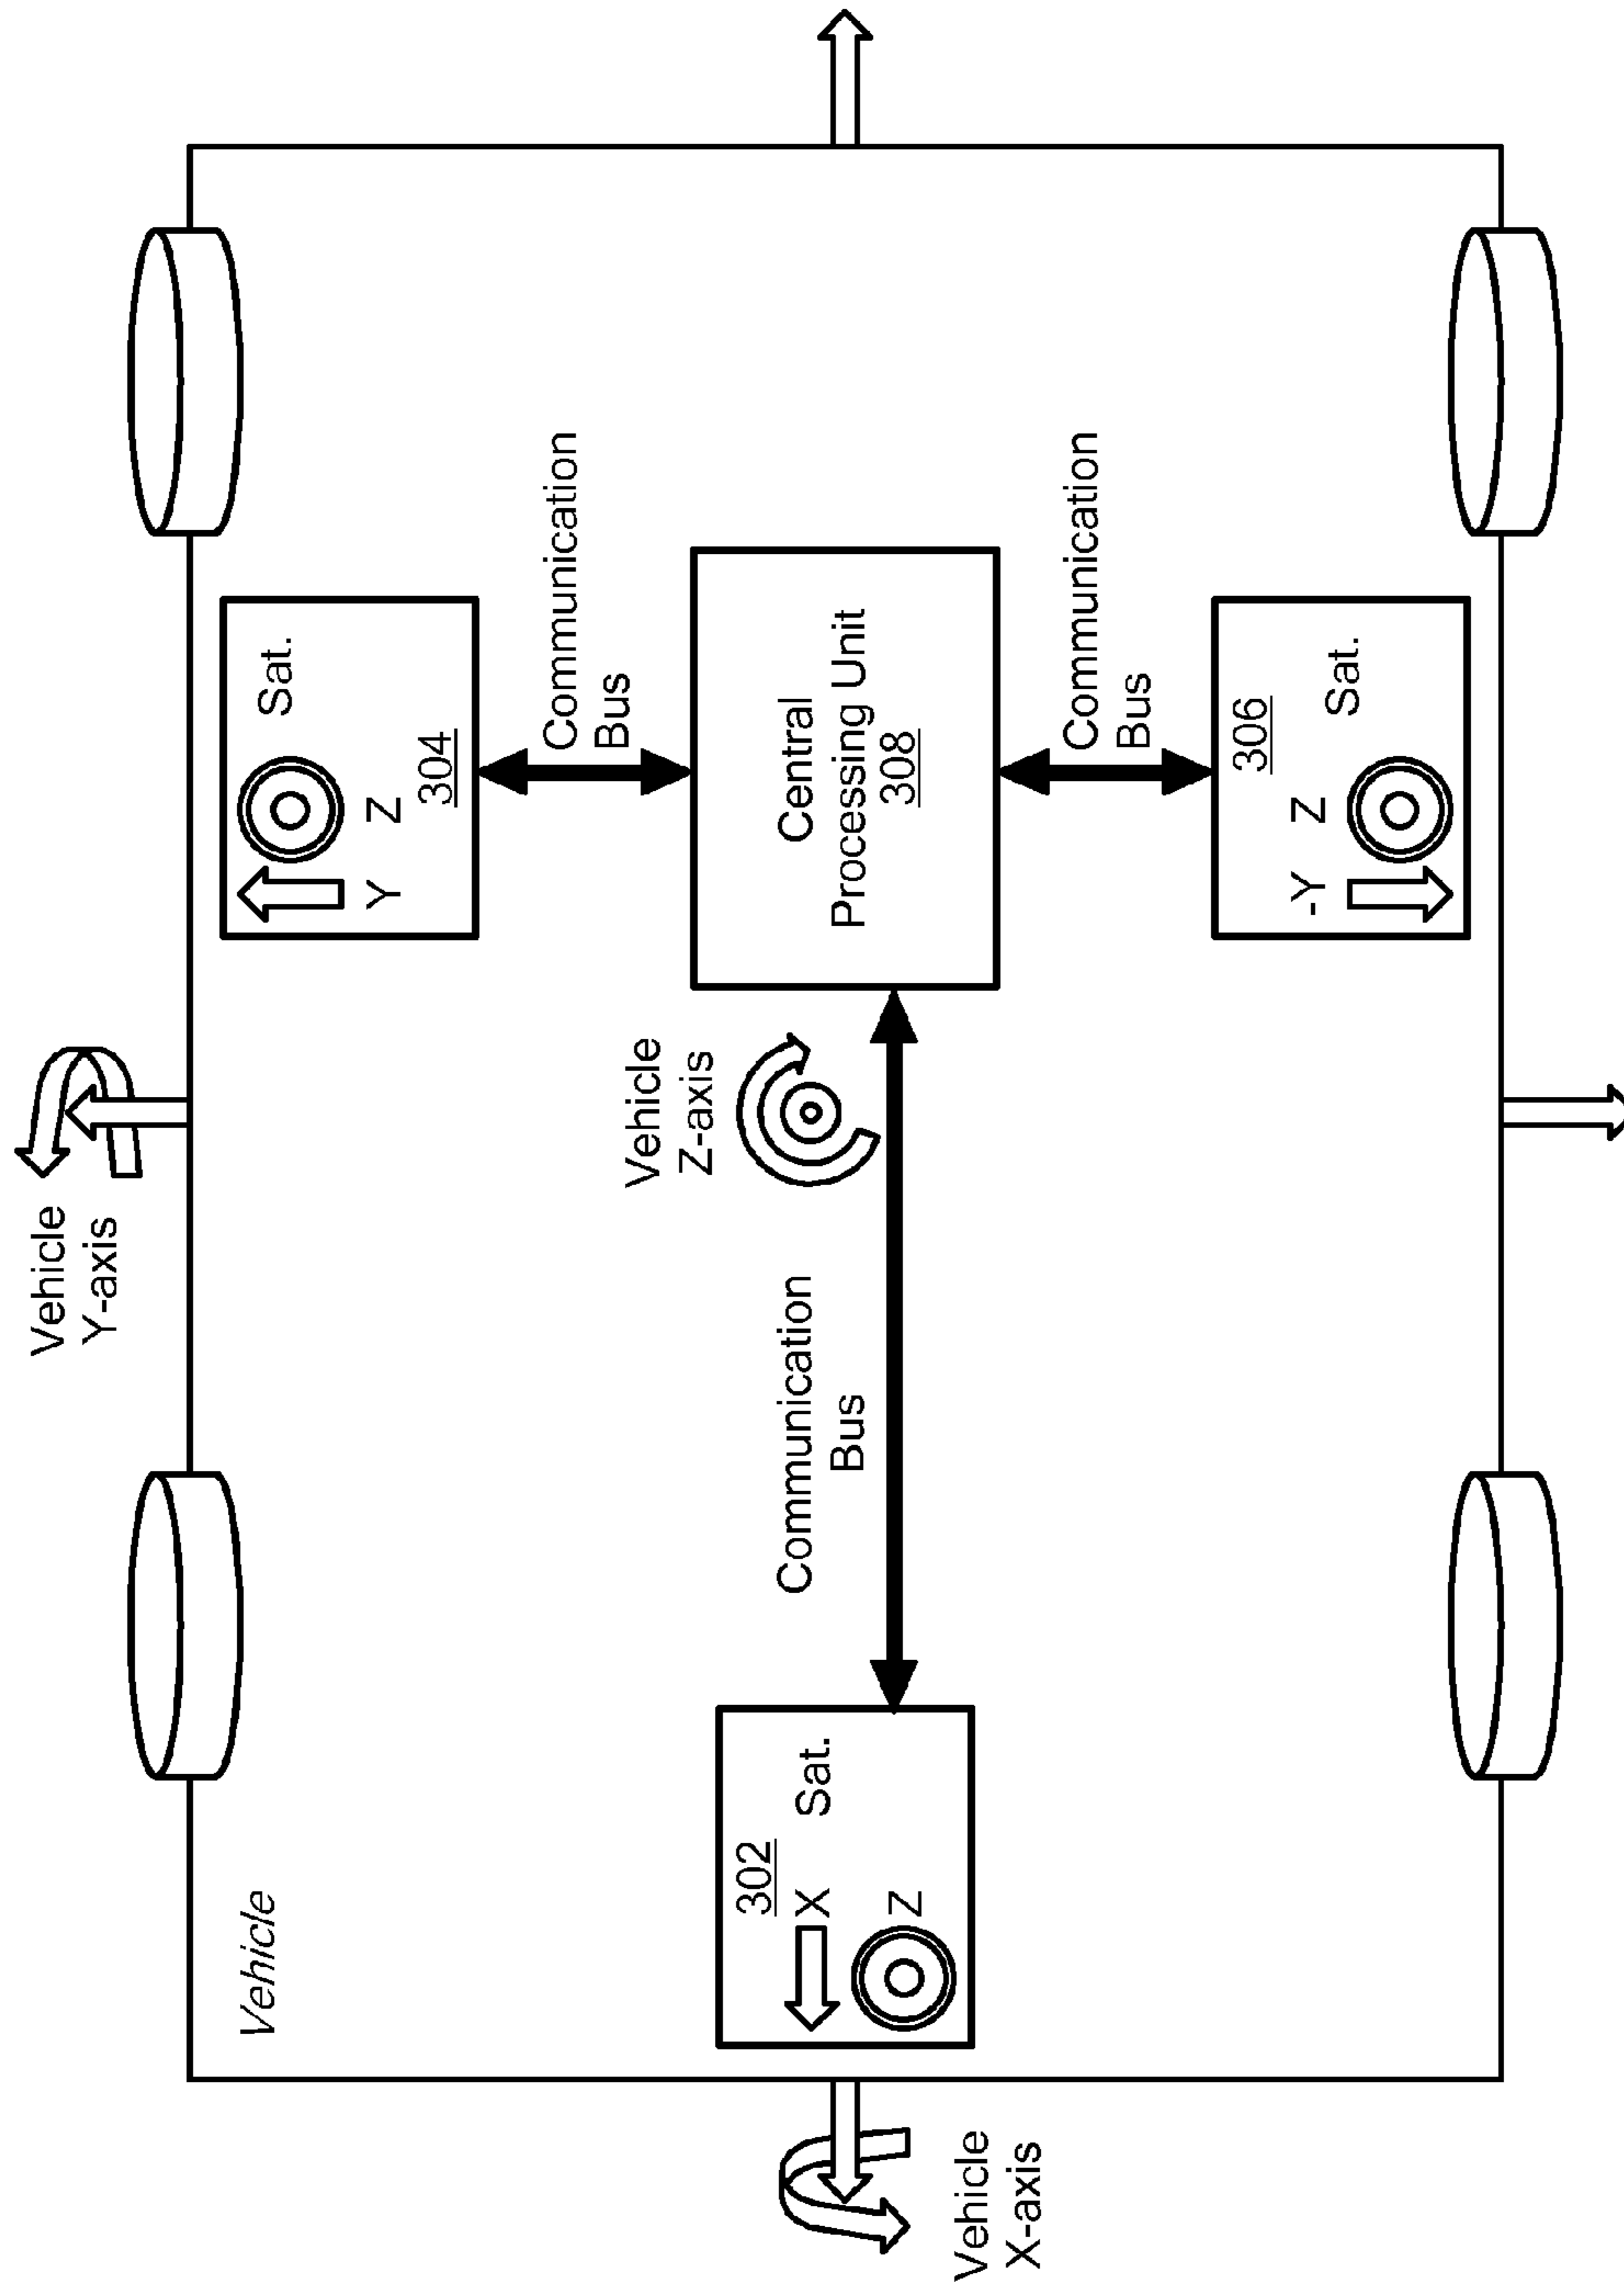 Vehicle
Y-axis
Vehicle
Sat.
Y Z
304
Communication
Bus
Vehicle
Z-axis
302
X Sat.
Z
Communication
Bus
Central
Processing Unit
308
Vehicle
X-axis
Communication
Bus
306
-Y Z
Sat.